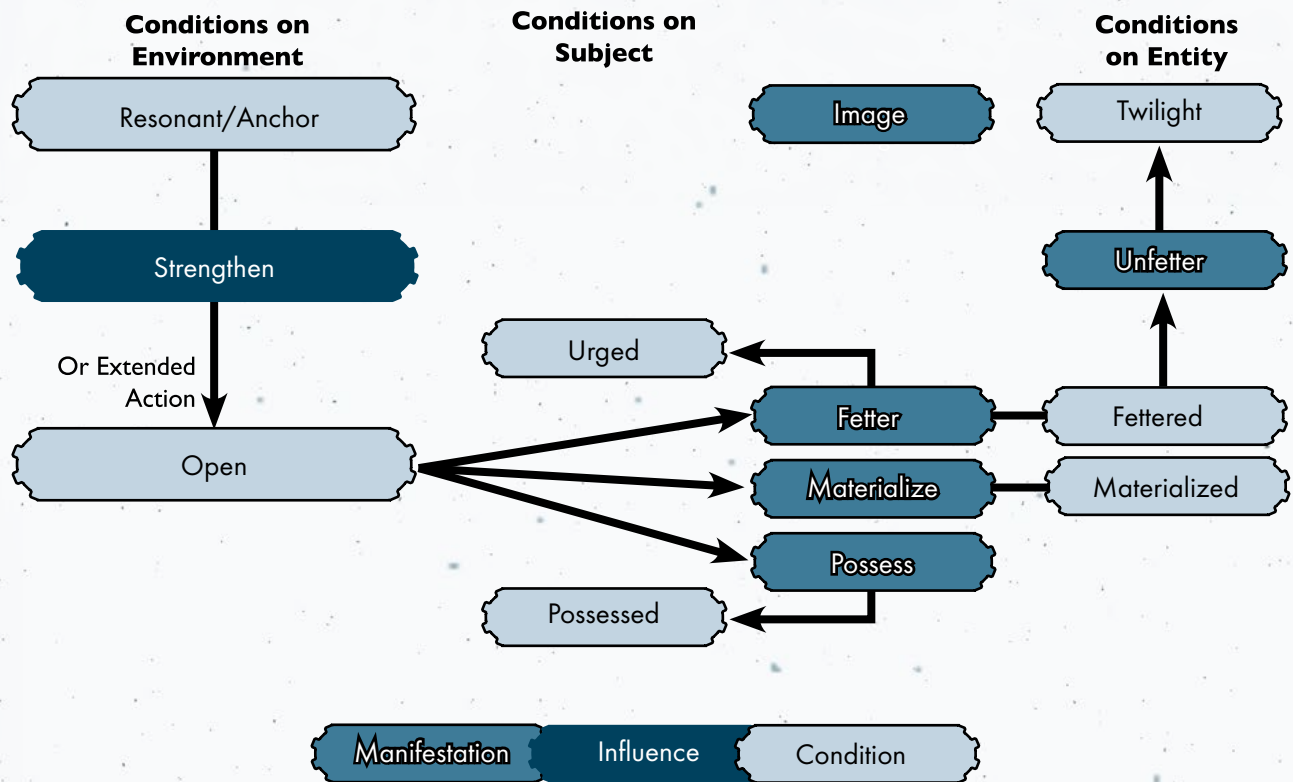 Conditions on
Environment
Conditions on
Subject
Conditions
on Entity
Resonant/Anchor
Image
Twilight
Strengthen
Unfetter
Or Extended
Action
Urged
Fetter
Fettered
Open
Materialize
Materialized
Possess
Possessed
Manifestation
Influence
Condition